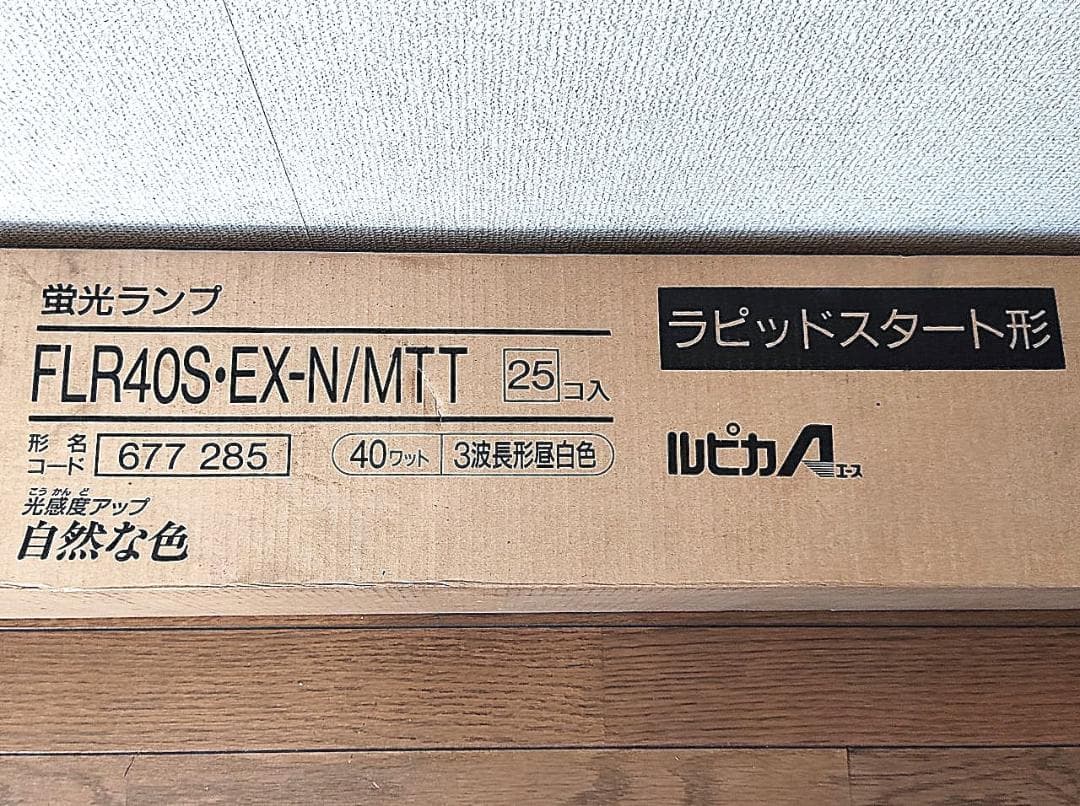 蛍光ランプ
FLR40S・EX-N/MTT 25コ入
形名コード 677 285 40ワット 3波長形昼白色
こうかんど
光感度アップ
自然な色
ラピッドスタート形
ルピカA エース